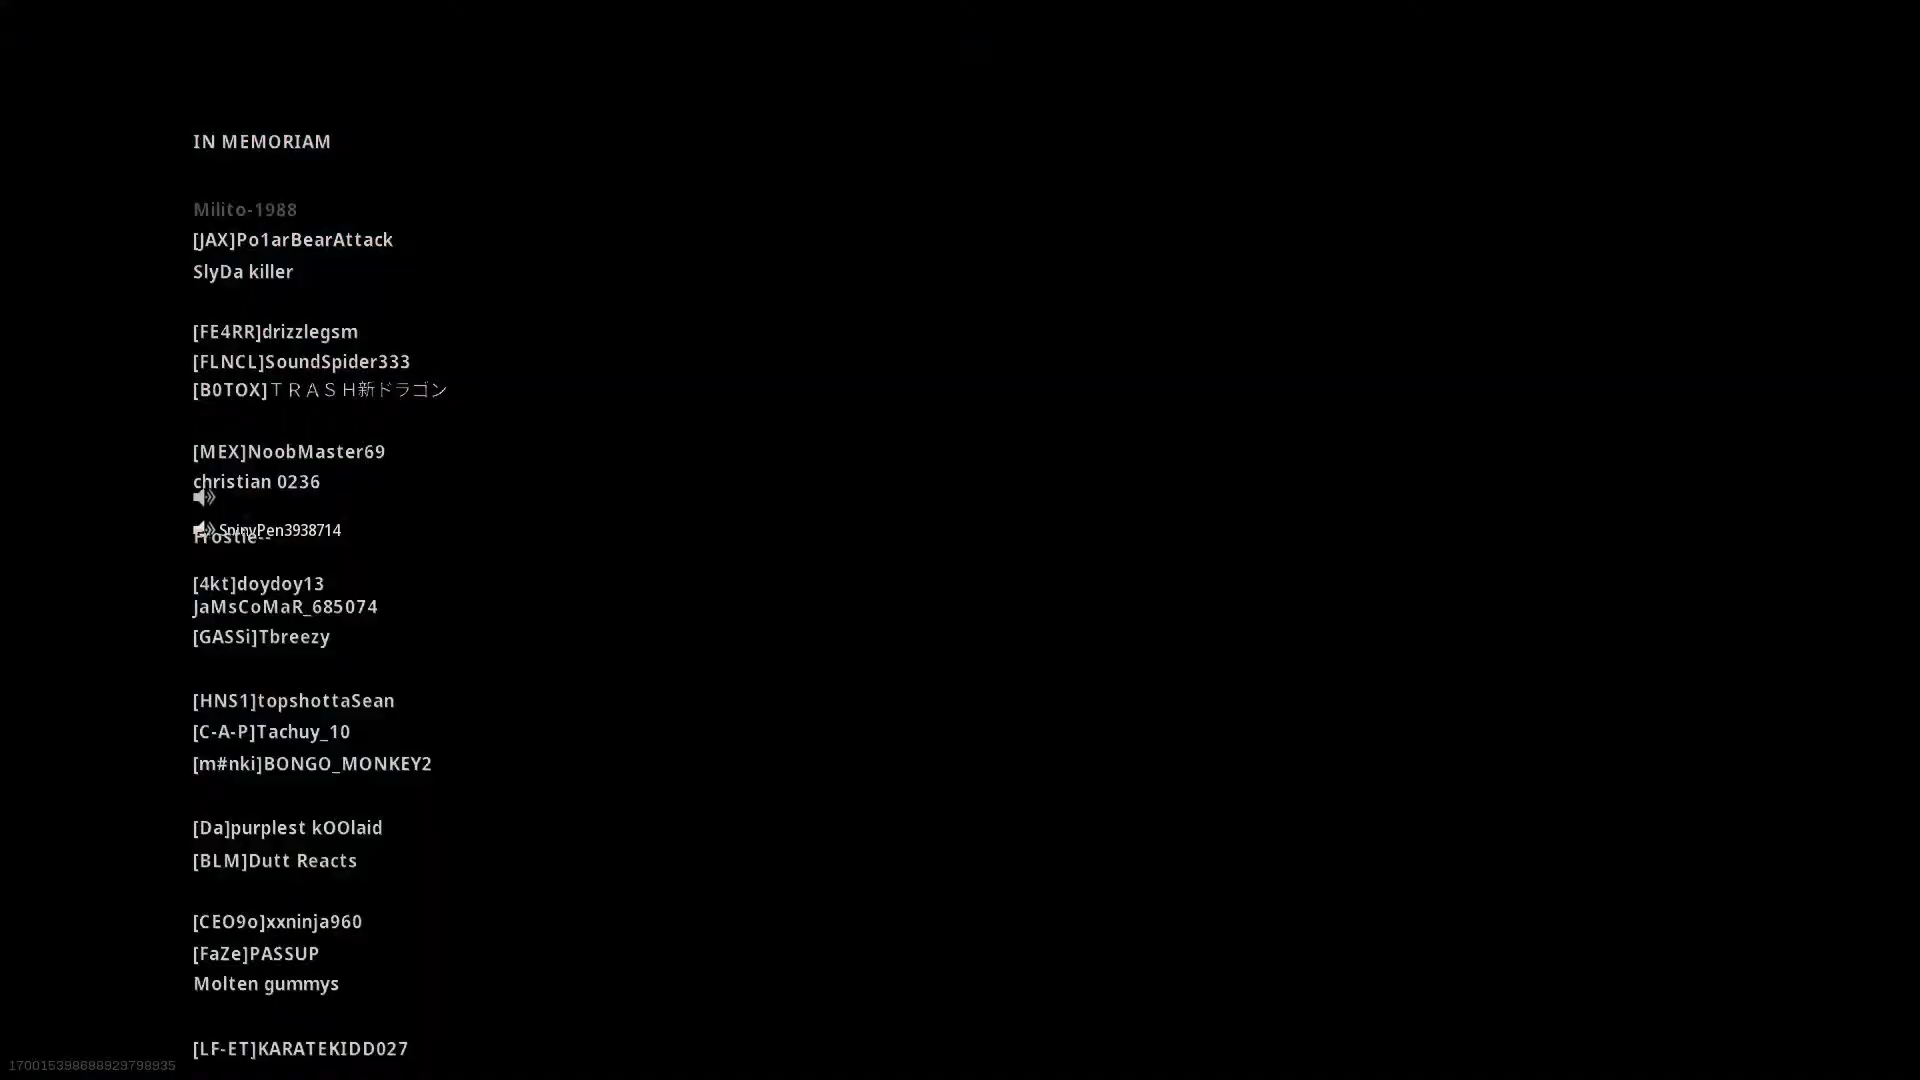 IN MEMORIAM
Milito-1988
[JAX]Po1arBearAttack
SlyDa killer
[FE4RR]drizzlegsm
[FLNCL]SoundSpider333
[B0TOX]ＴＲＡＳＨ新ドラゴン
[MEX]NoobMaster69
christian 0236
SpinyPen3938714
Frostie--
[4kt]doydoy13
JaMsCoMaR_685074
[GASSi]Tbreezy
[HNS1]topshottaSean
[C-A-P]Tachuy_10
[m#nki]BONGO_MONKEY2
[Da]purplest kOOlaid
[BLM]Dutt Reacts
[CEO9o]xxninja960
[FaZe]PASSUP
Molten gummys
[LF-ET]KARATEKIDD027